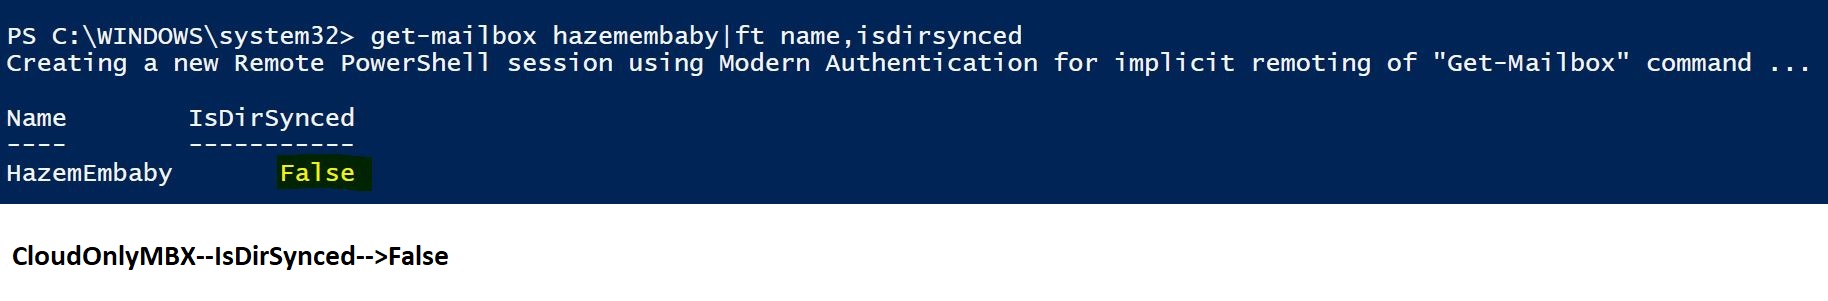 PS C:\WINDOWS\system32> get-mailbox hazemembaby|ft name,isdirsynced
Creating a new Remote PowerShell session using Modern Authentication for implicit remoting of "Get-Mailbox" command ...
Name IsDirSynced
---- -----------
HazemEmbaby False
CloudOnlyMBX--IsDirSynced-->False